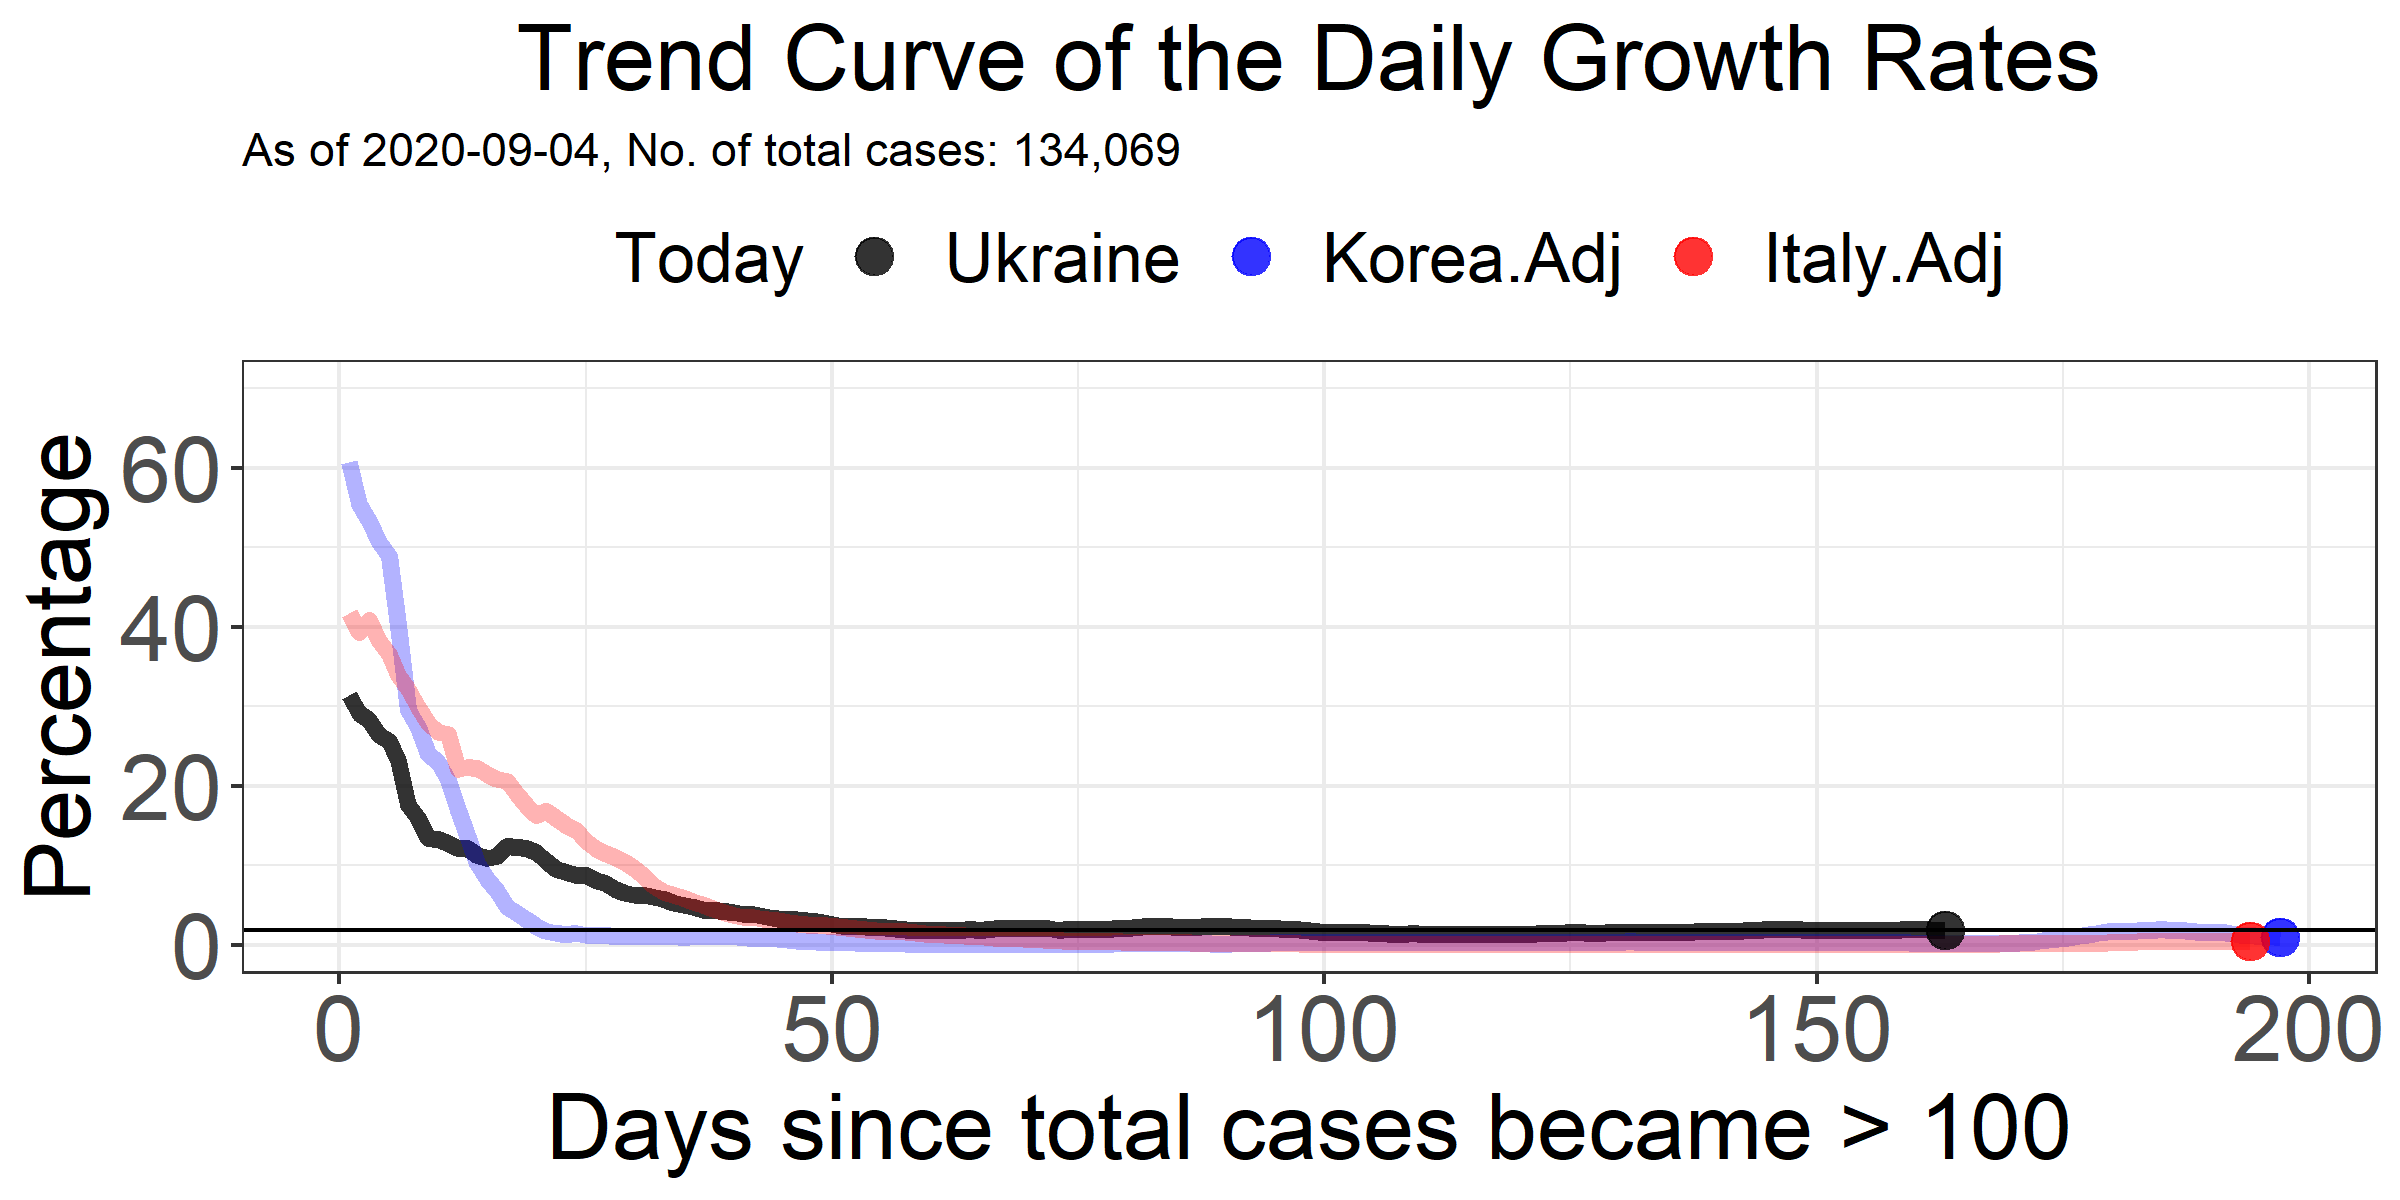 Trend Curve of the Daily Growth Rates
As of 2020-09-04, No. of total cases: 134,069
Today Ukraine Korea.Adj Italy.Adj
Percentage
60
40
20
0
0 50 100 150 200
Days since total cases became > 100